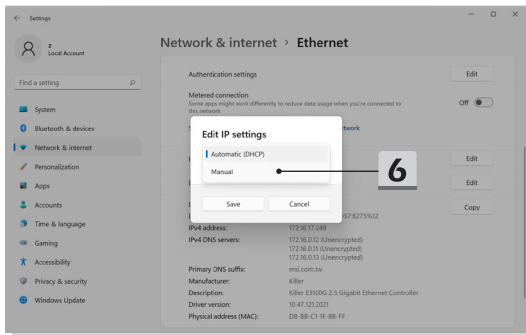 Settings
z
Local Account
Find a setting
System
Bluetooth & devices
Network & internet
Personalization
Apps
Accounts
Time & language
Gaming
Accessibility
Privacy & security
Windows Update
Network & internet > Ethernet
Authentication settings
Edit
Metered connection
Some apps might work differently to reduce data usage when you're connected to
this network
Off
Edit IP settings
Automatic (DHCP)
Manual
Save
Cancel
6
Edit
Edit
Copy
IPv4 address:
172.16.17.249
IPv4 DNS servers:
172.16.0.12 (Unencrypted)
172.16.0.11 (Unencrypted)
172.16.0.13 (Unencrypted)
Primary DNS suffix:
msi.com.tw
Manufacturer:
Killer
Description:
Killer E3100G 2.5 Gigabit Ethernet Controller
Driver version:
10.47.121.2021
Physical address (MAC):
D8-BB-C1-1E-8B-FF